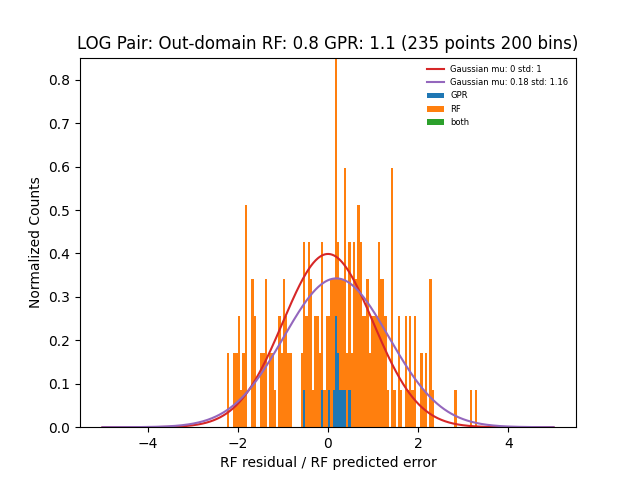 LOG Pair: Out-domain RF: 0.8 GPR: 1.1 (235 points 200 bins)
Gaussian mu: 0 std: 1
Gaussian mu: 0.18 std: 1.16
GPR
RF
both
Normalized Counts
0.8
0.7
0.6
0.5
0.4
0.3
0.2
0.1
0.0
−4
−2
0
2
4
RF residual / RF predicted error